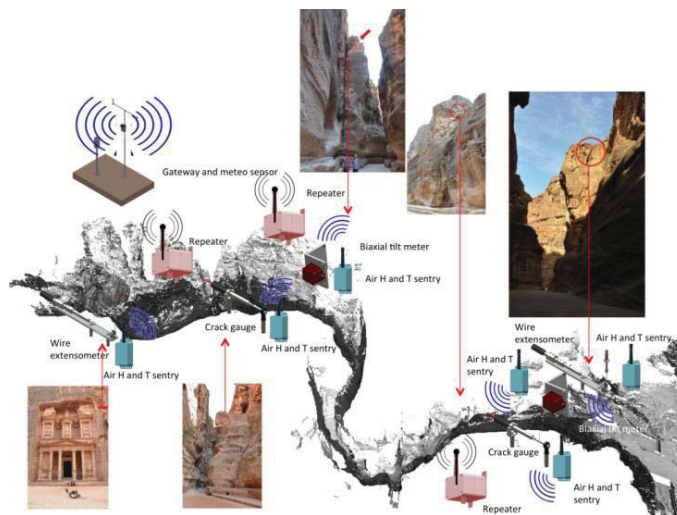 Gateway and meteo sensor
Repeater
Repeater
Biaxial tilt meter
Air H and T sentry
Wire
extensometer
Air H and T sentry
Crack gauge
Air H and T sentry
Wire
extensometer
Air H and T
sentry
Air H and T sentry
Biaxial tilt meter
Crack gauge
Air H and T
sentry
Repeater